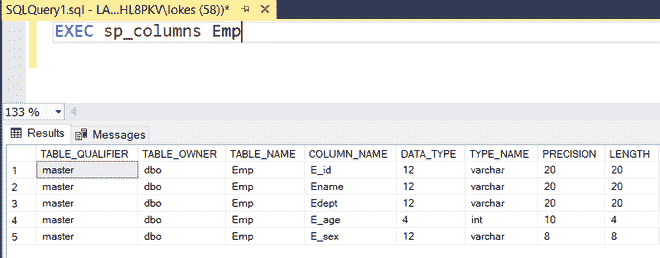 SQLQuery1.sql - LA...HL8PKV\lokes (58))*
EXEC sp_columns Emp
133 %
Results Messages
TABLE_QUALIFIER TABLE_OWNER TABLE_NAME COLUMN_NAME DATA_TYPE TYPE_NAME PRECISION LENGTH
1 master dbo Emp E_id 12 varchar 20 20
2 master dbo Emp Ename 12 varchar 20 20
3 master dbo Emp Edept 12 varchar 20 20
4 master dbo Emp E_age 4 int 10 4
5 master dbo Emp E_sex 12 varchar 8 8